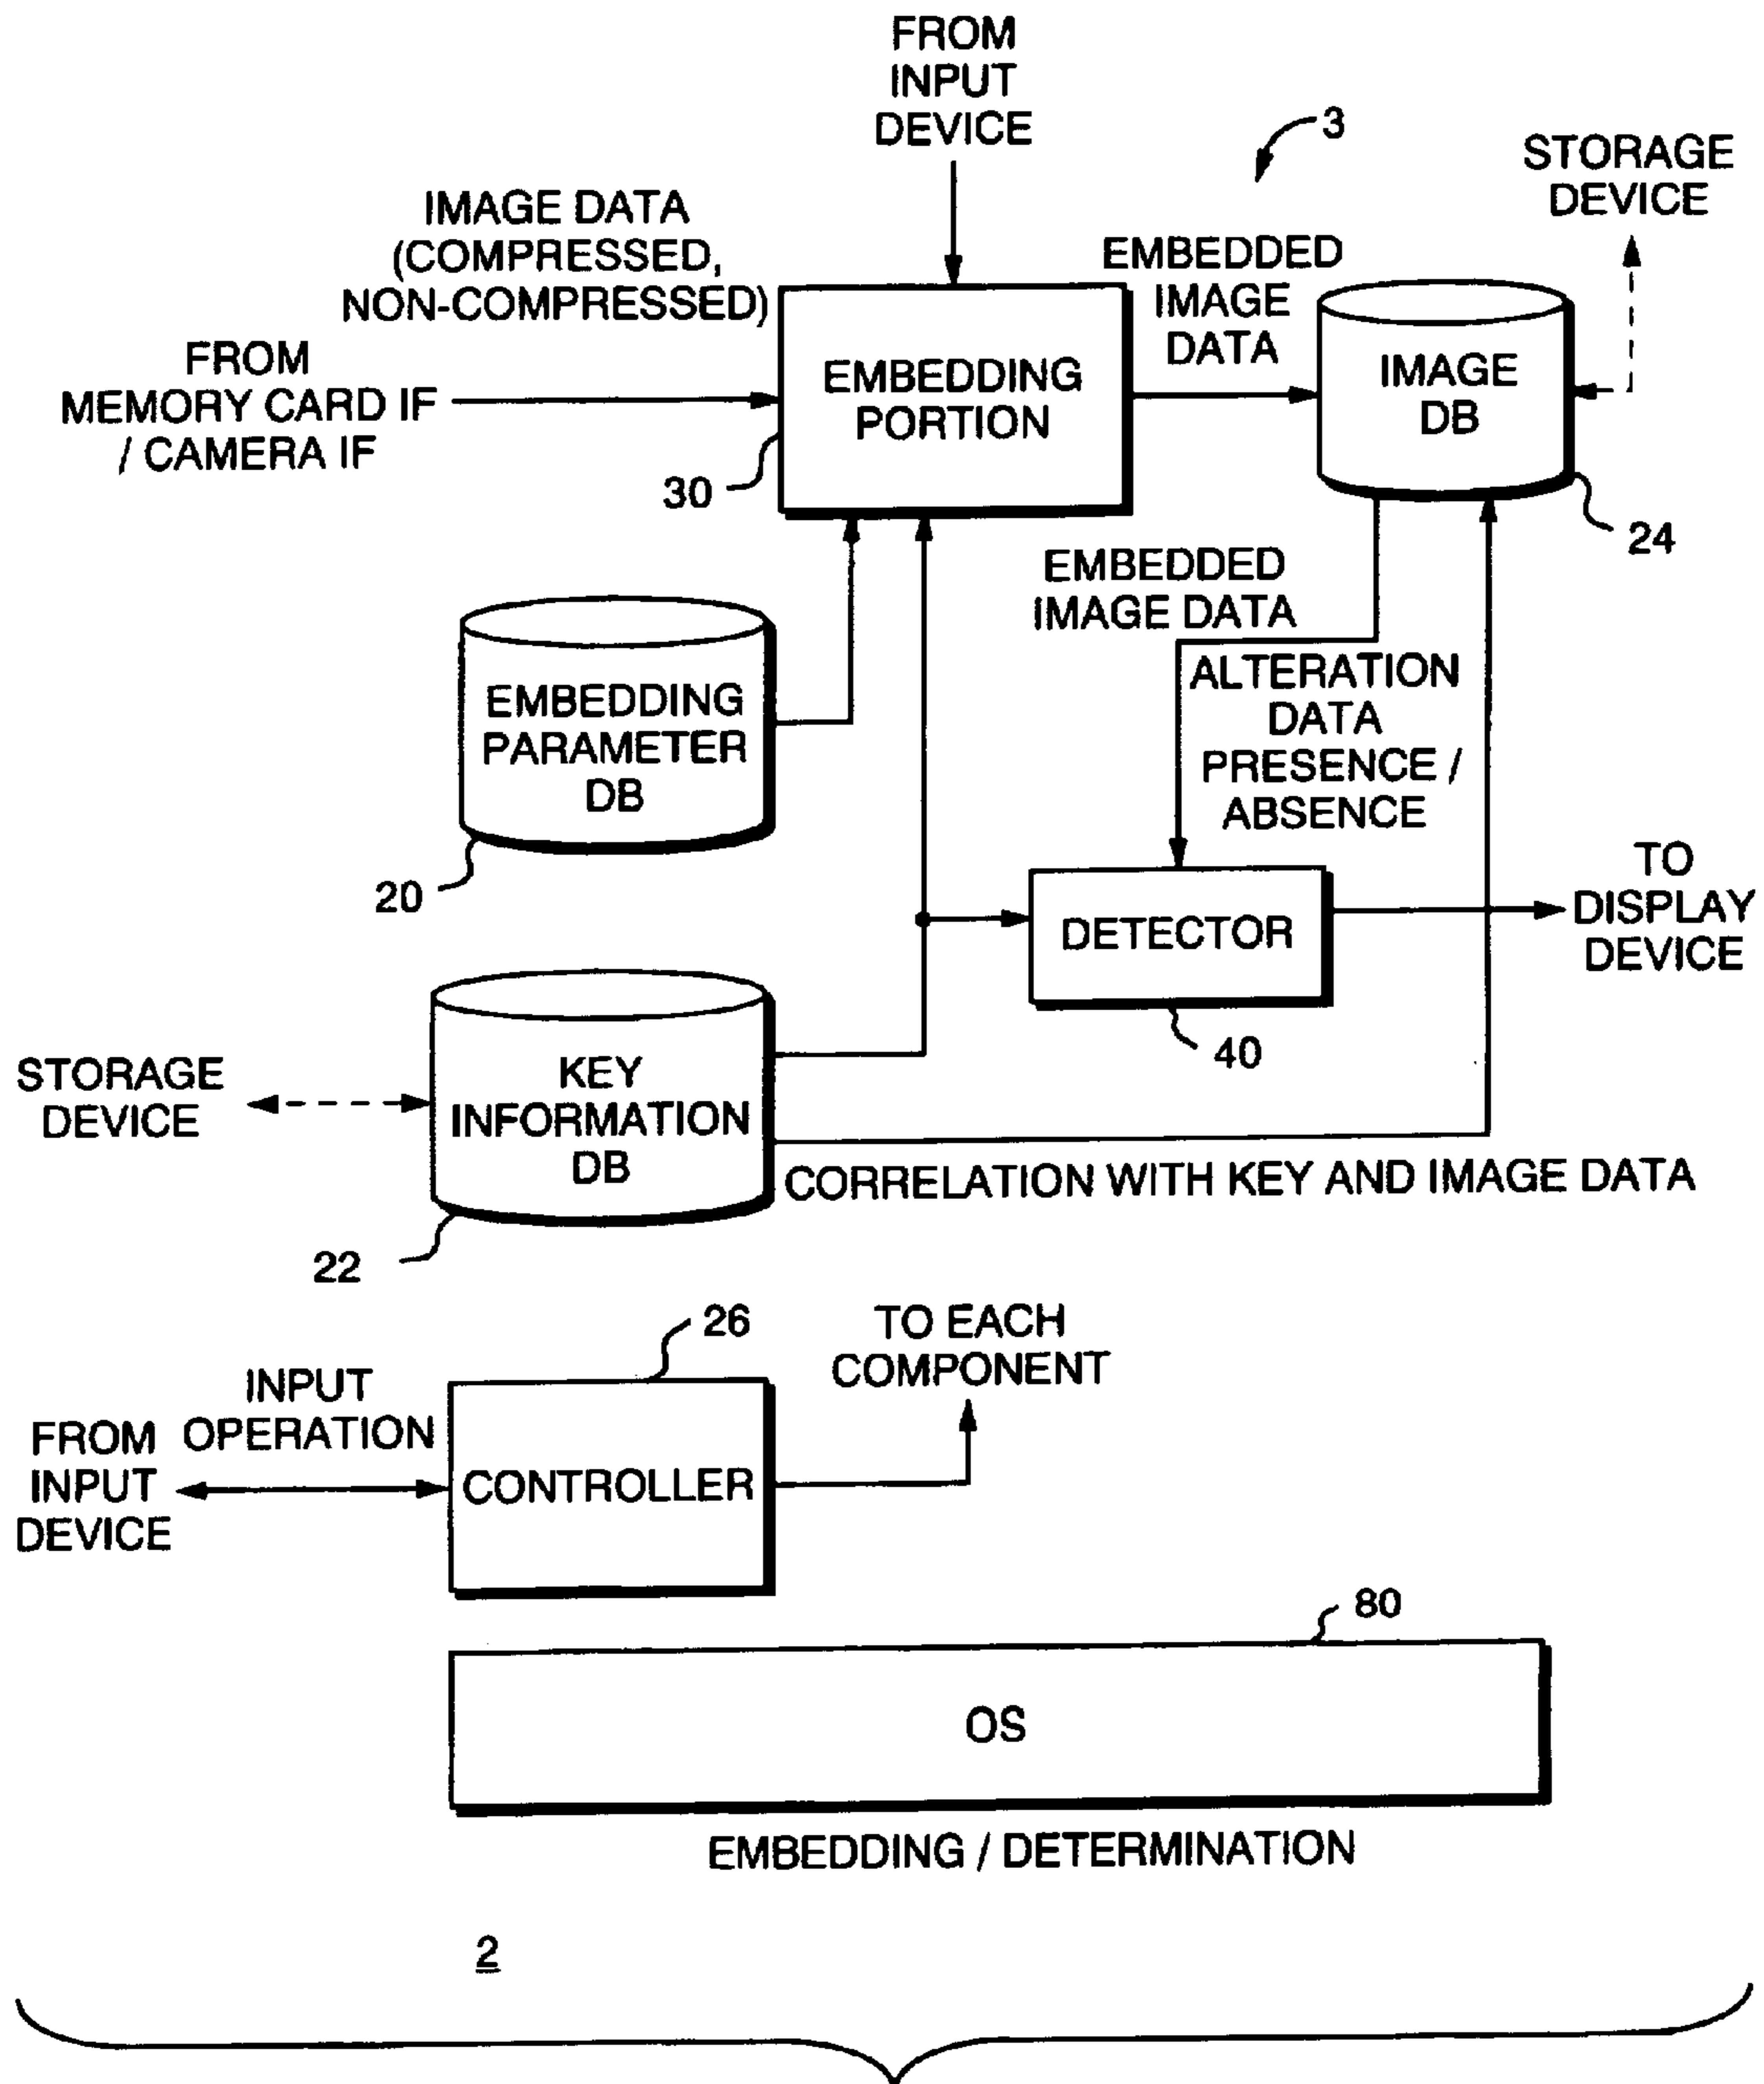 FROM
INPUT
DEVICE
3
STORAGE
DEVICE
IMAGE DATA
(COMPRESSED,
NON-COMPRESSED)
EMBEDDED
IMAGE
DATA
FROM
MEMORY CARD IF
/ CAMERA IF
EMBEDDING
PORTION
30
IMAGE
DB
24
EMBEDDED
IMAGE DATA
EMBEDDING
PARAMETER
DB
20
ALTERATION
DATA
PRESENCE /
ABSENCE
DETECTOR
40
TO
DISPLAY
DEVICE
STORAGE
DEVICE
KEY
INFORMATION
DB
22
CORRELATION WITH KEY AND IMAGE DATA
26
TO EACH
COMPONENT
INPUT
OPERATION
FROM
INPUT
DEVICE
CONTROLLER
80
OS
EMBEDDING / DETERMINATION
2